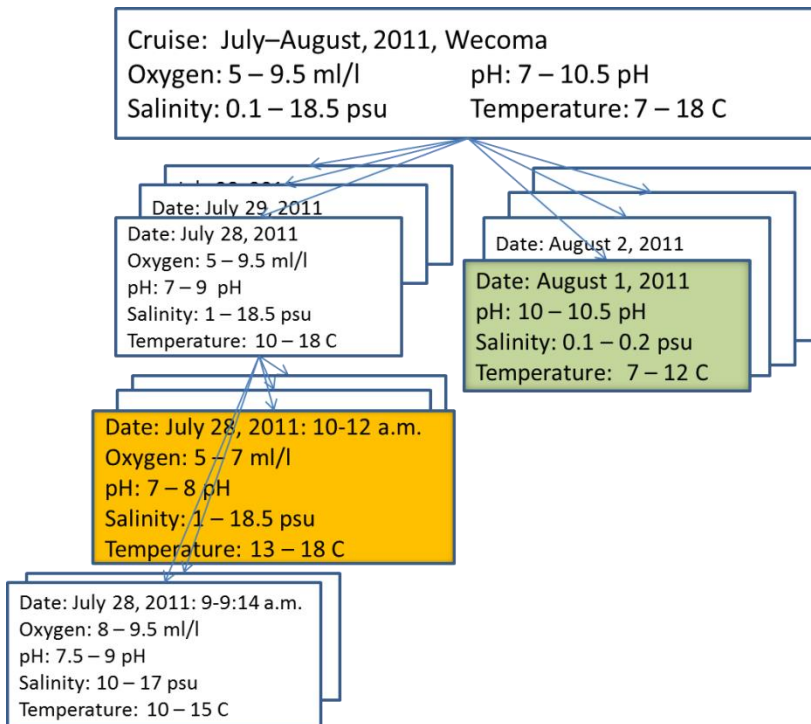 Cruise: July–August, 2011, Wecoma
Oxygen: 5 – 9.5 ml/l pH: 7 – 10.5 pH
Salinity: 0.1 – 18.5 psu Temperature: 7 – 18 C
Date: July 29, 2011
Date: July 28, 2011
Oxygen: 5 – 9.5 ml/l
pH: 7 – 9 pH
Salinity: 1 – 18.5 psu
Temperature: 10 – 18 C
Date: August 2, 2011
Date: August 1, 2011
pH: 10 – 10.5 pH
Salinity: 0.1 – 0.2 psu
Temperature: 7 – 12 C
Date: July 28, 2011: 10-12 a.m.
Oxygen: 5 – 7 ml/l
pH: 7 – 8 pH
Salinity: 1 – 18.5 psu
Temperature: 13 – 18 C
Date: July 28, 2011: 9-9:14 a.m.
Oxygen: 8 – 9.5 ml/l
pH: 7.5 – 9 pH
Salinity: 10 – 17 psu
Temperature: 10 – 15 C